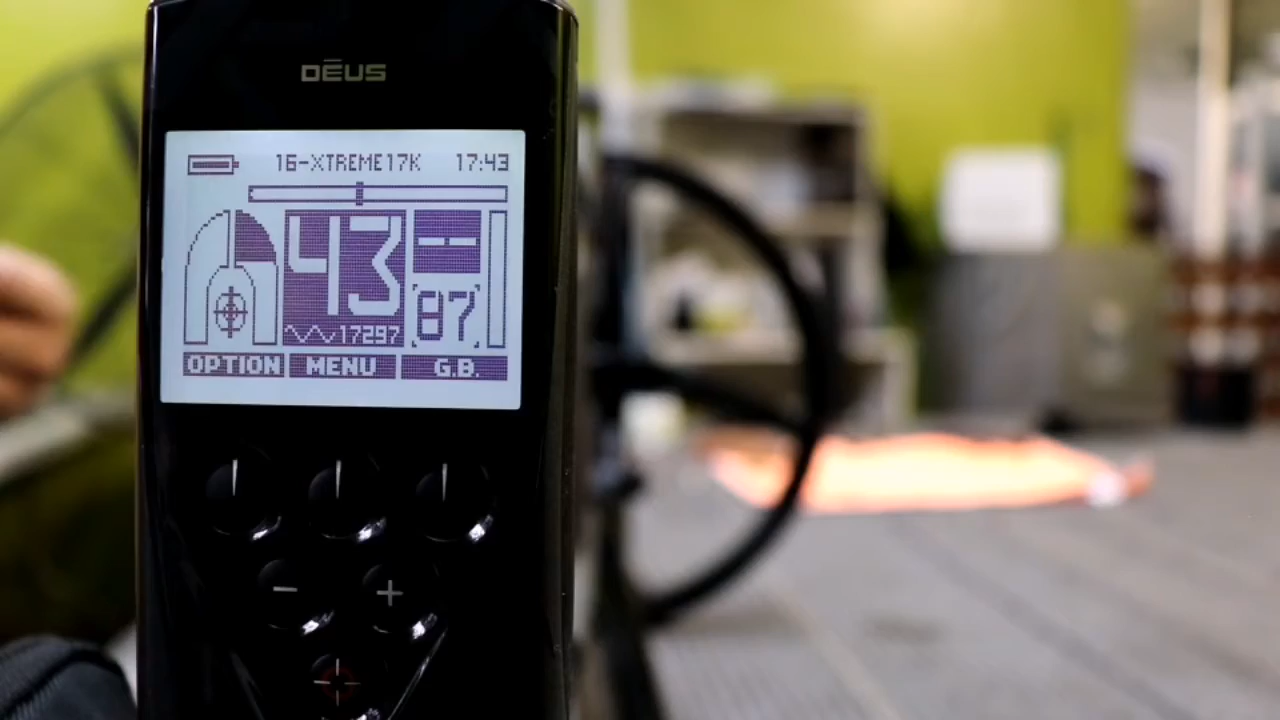 DĒUS
16-XTREME17K 17:43
43 --
17297 87
OPTION MENU G.B.
- +